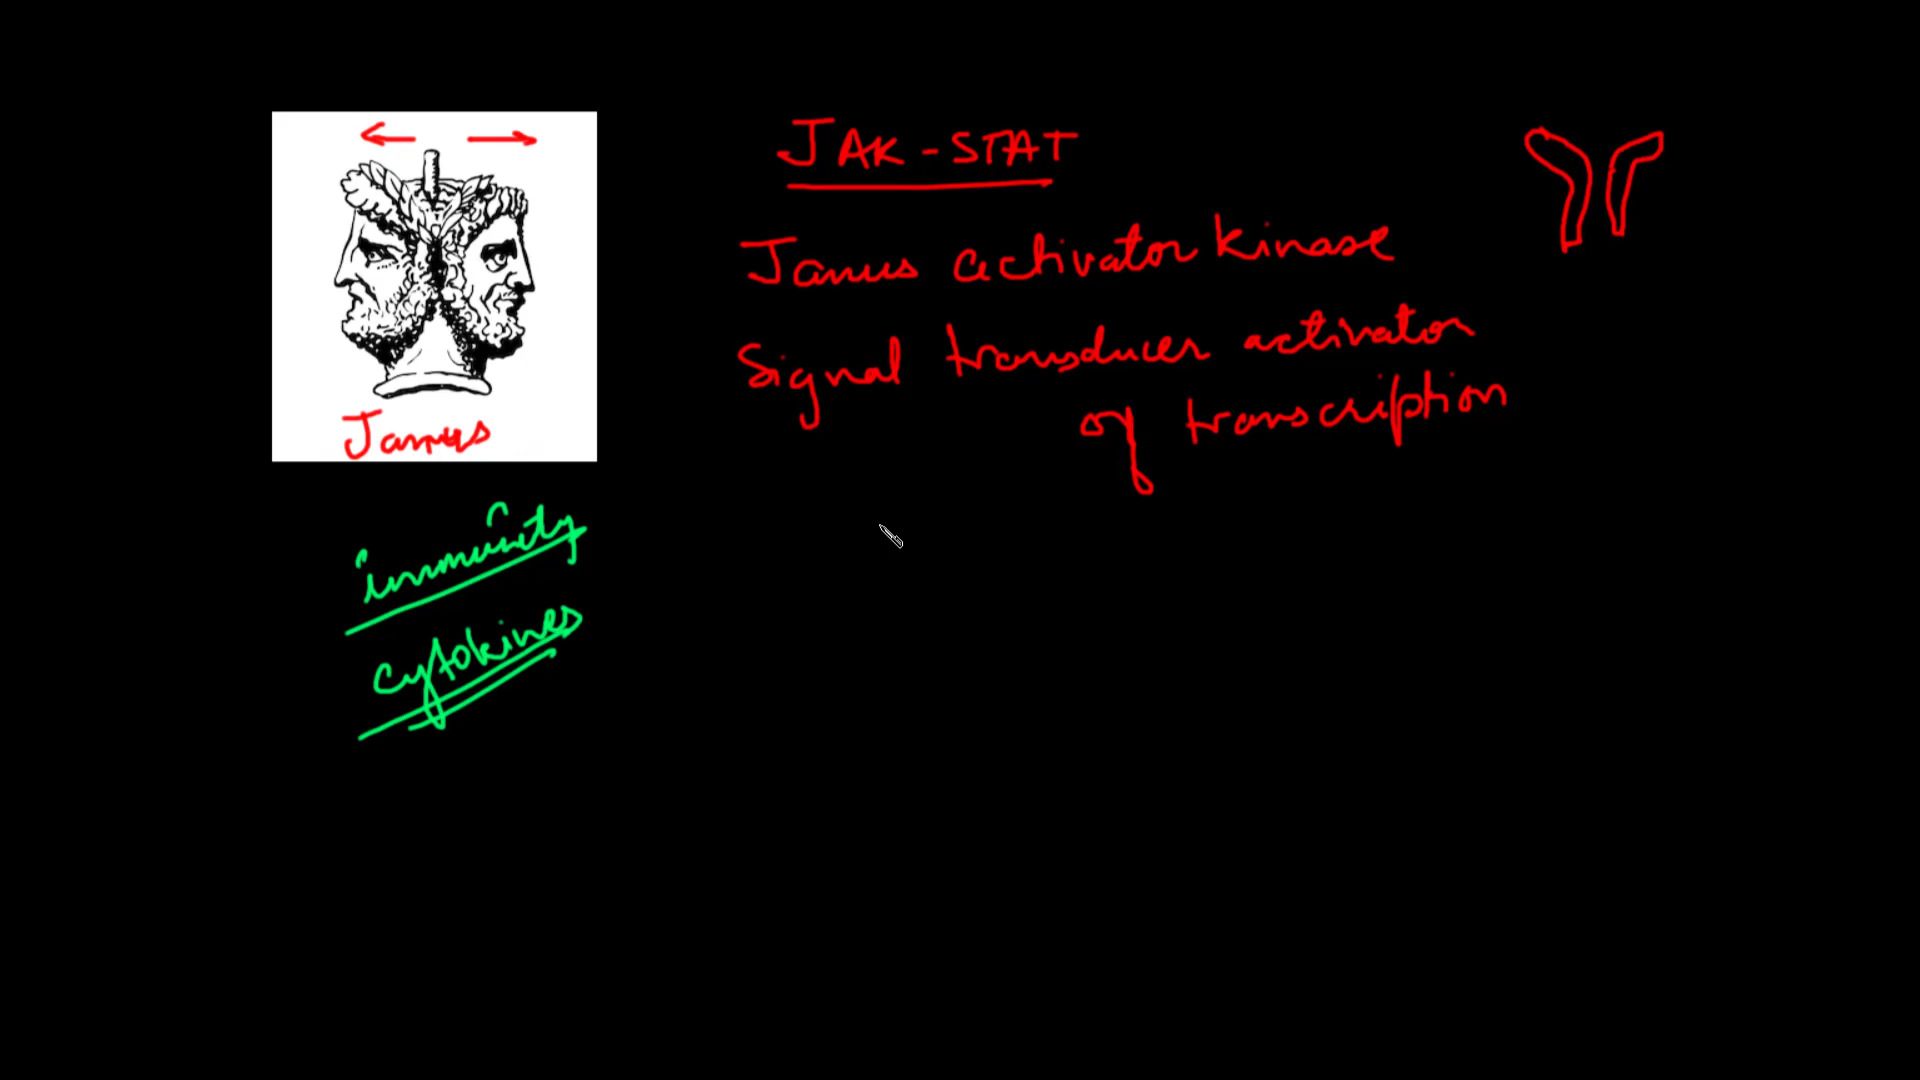 JAK-STAT
Janus activator kinase
Signal transducer activator
of transcription
Janus
immunity
cytokines